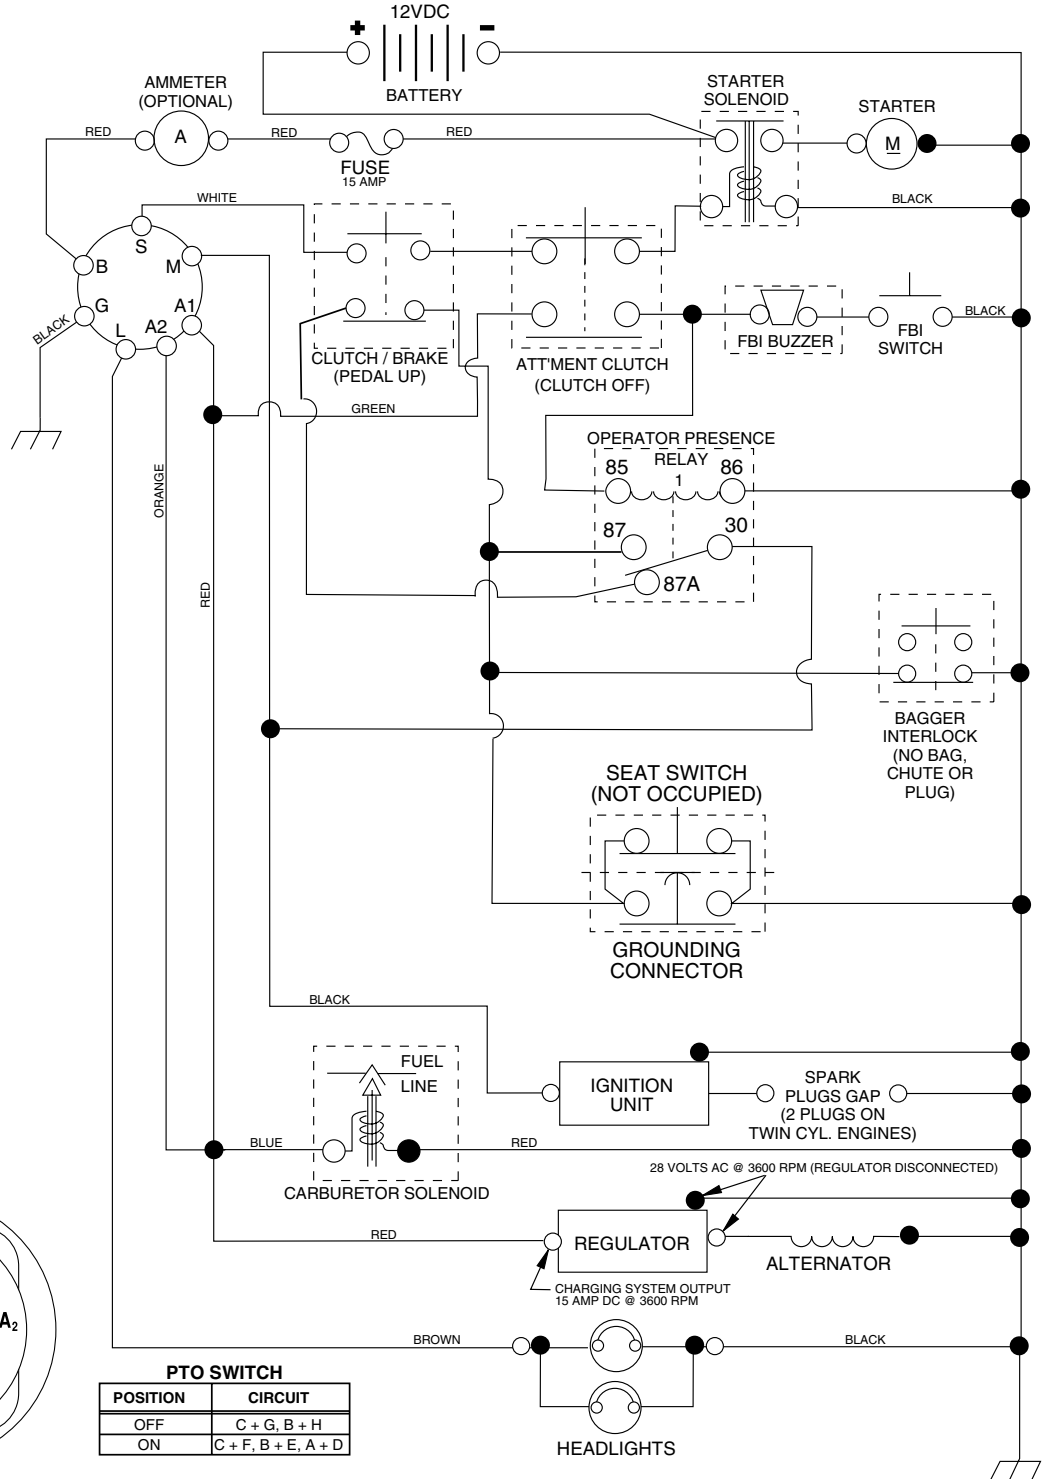 12VDC
+
−
BATTERY
AMMETER
(OPTIONAL)
A
RED
RED
RED
FUSE
15 AMP
STARTER
SOLENOID
STARTER
M
BLACK
WHITE
S
B
M
G
A1
L
A2
BLACK
CLUTCH / BRAKE
(PEDAL UP)
ATT'MENT CLUTCH
(CLUTCH OFF)
FBI BUZZER
FBI
SWITCH
BLACK
GREEN
ORANGE
RED
OPERATOR PRESENCE
RELAY
1
85
86
87
30
87A
BAGGER
INTERLOCK
(NO BAG,
CHUTE OR
PLUG)
SEAT SWITCH
(NOT OCCUPIED)
GROUNDING
CONNECTOR
BLACK
FUEL
LINE
IGNITION
UNIT
SPARK
PLUGS GAP
(2 PLUGS ON
TWIN CYL. ENGINES)
BLUE
RED
CARBURETOR SOLENOID
28 VOLTS AC @ 3600 RPM (REGULATOR DISCONNECTED)
RED
REGULATOR
ALTERNATOR
CHARGING SYSTEM OUTPUT
15 AMP DC @ 3600 RPM
A2
BROWN
BLACK
HEADLIGHTS
PTO SWITCH
POSITION CIRCUIT
OFF C + G, B + H
ON C + F, B + E, A + D